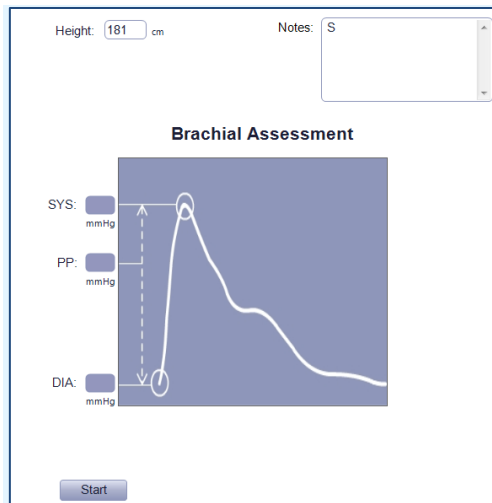 Height: 181 cm
Notes: S
Brachial Assessment
SYS:
mmHg
PP:
mmHg
DIA:
mmHg
Start